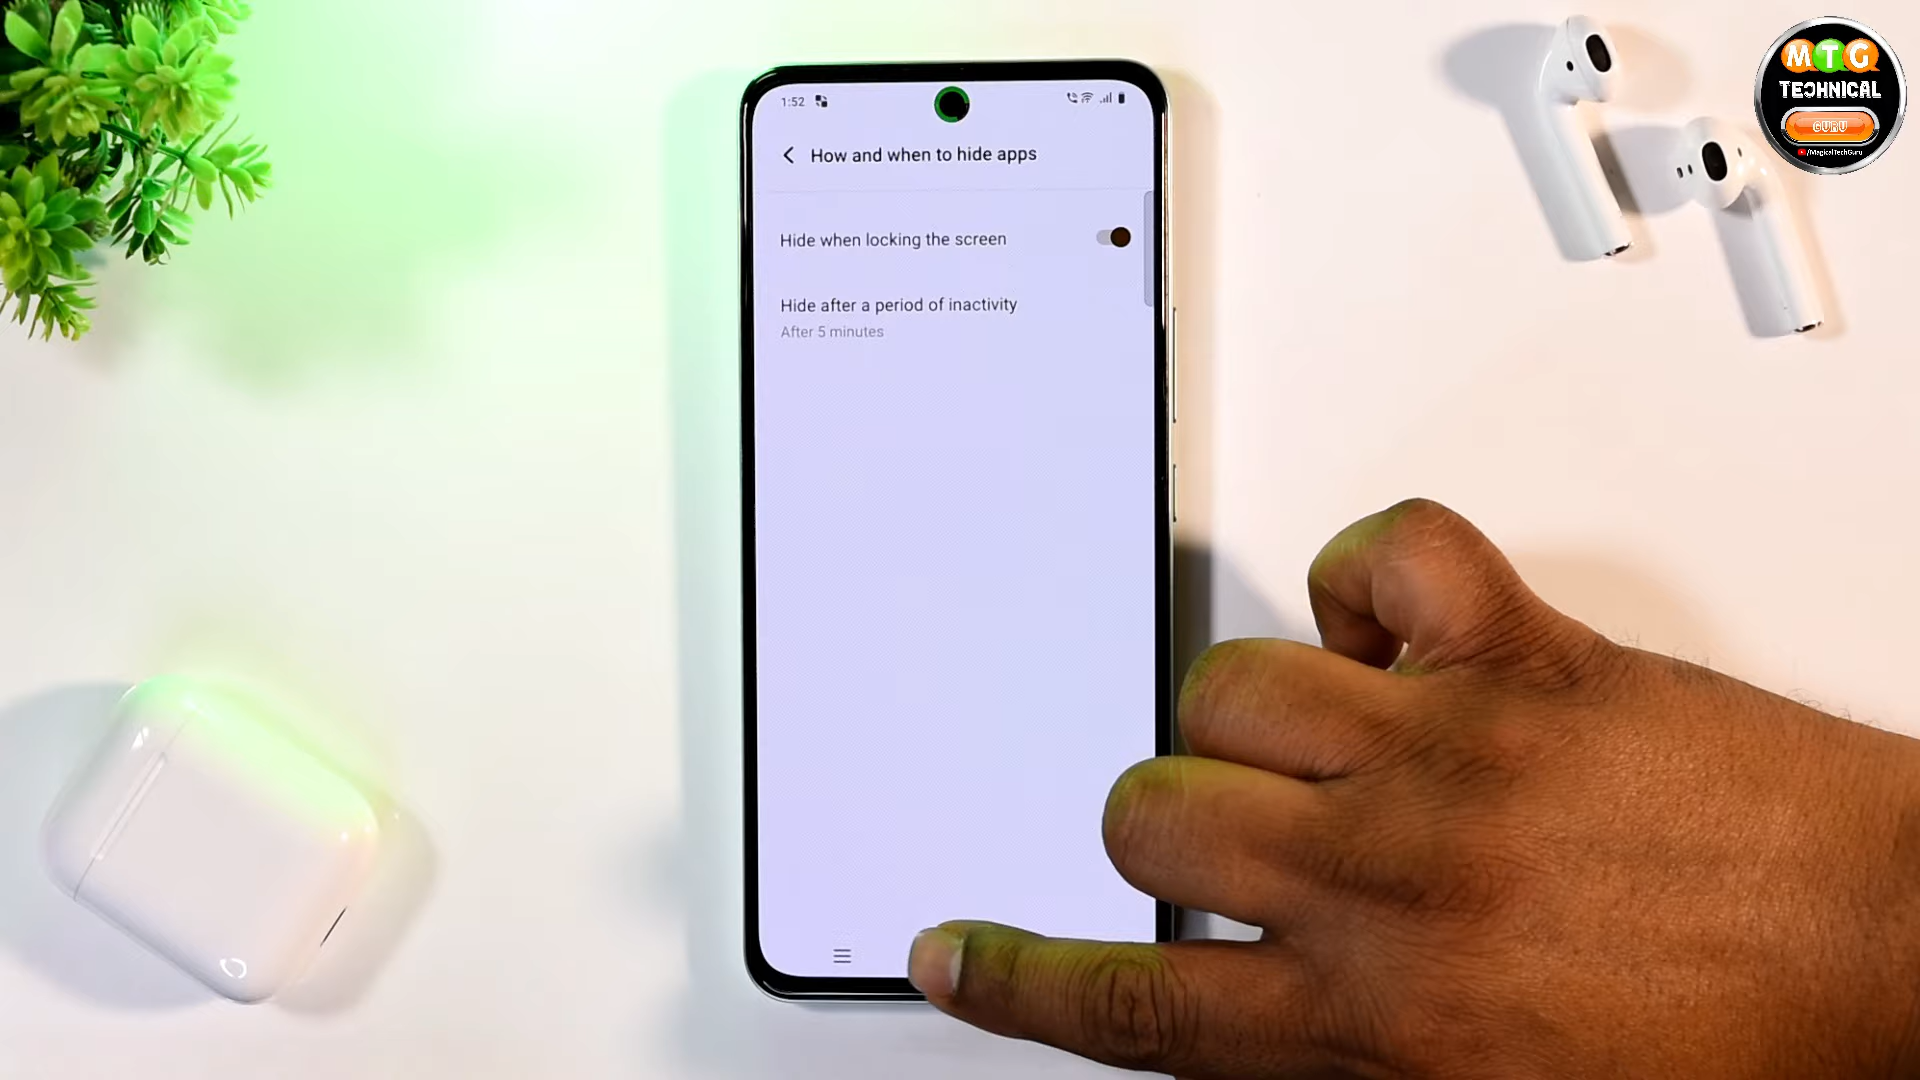 1:52
How and when to hide apps
Hide when locking the screen
Hide after a period of inactivity
After 5 minutes
MTG
TECHNICAL
GURU
/MagicalTechGuru